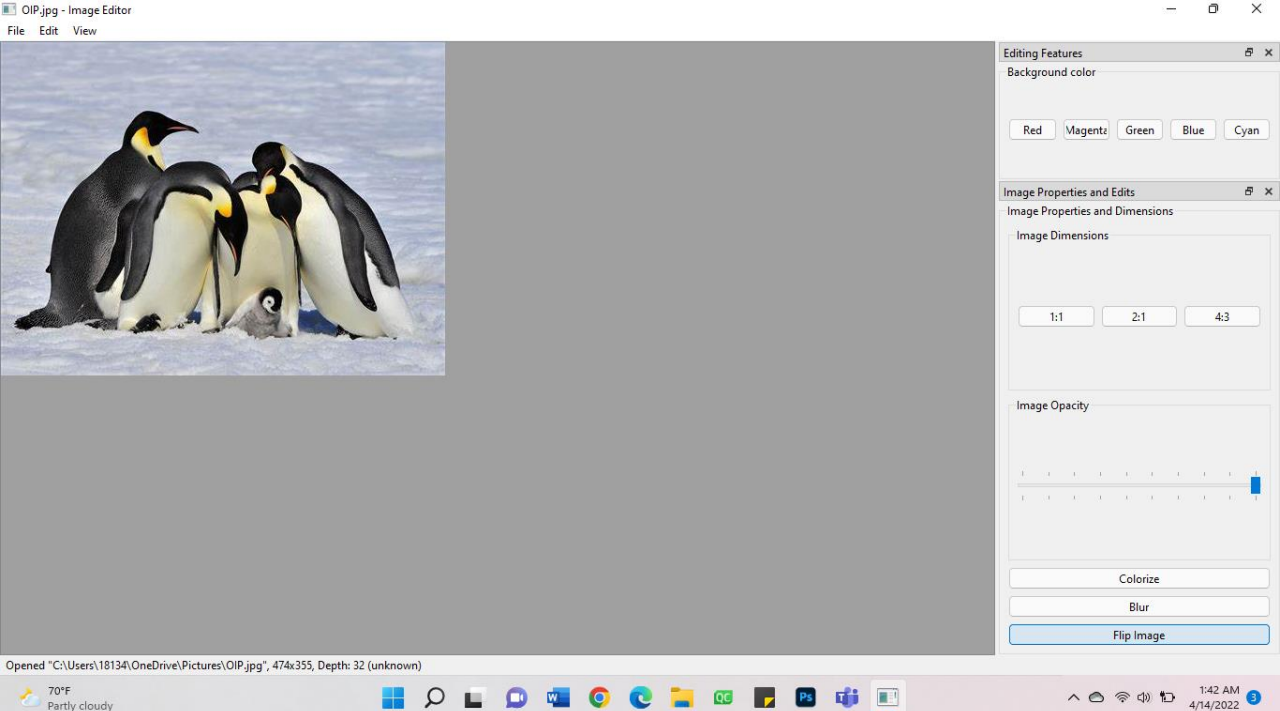 OIP.jpg - Image Editor
File Edit View
Editing Features
Background color
Red Magenta Green Blue Cyan
Image Properties and Edits
Image Properties and Dimensions
Image Dimensions
1:1 2:1 4:3
Image Opacity
Colorize
Blur
Flip Image
Opened "C:\Users\18134\OneDrive\Pictures\OIP.jpg", 474x355, Depth: 32 (unknown)
70°F
Partly cloudy
W
QC
Ps
T
1:42 AM
4/14/2022
3